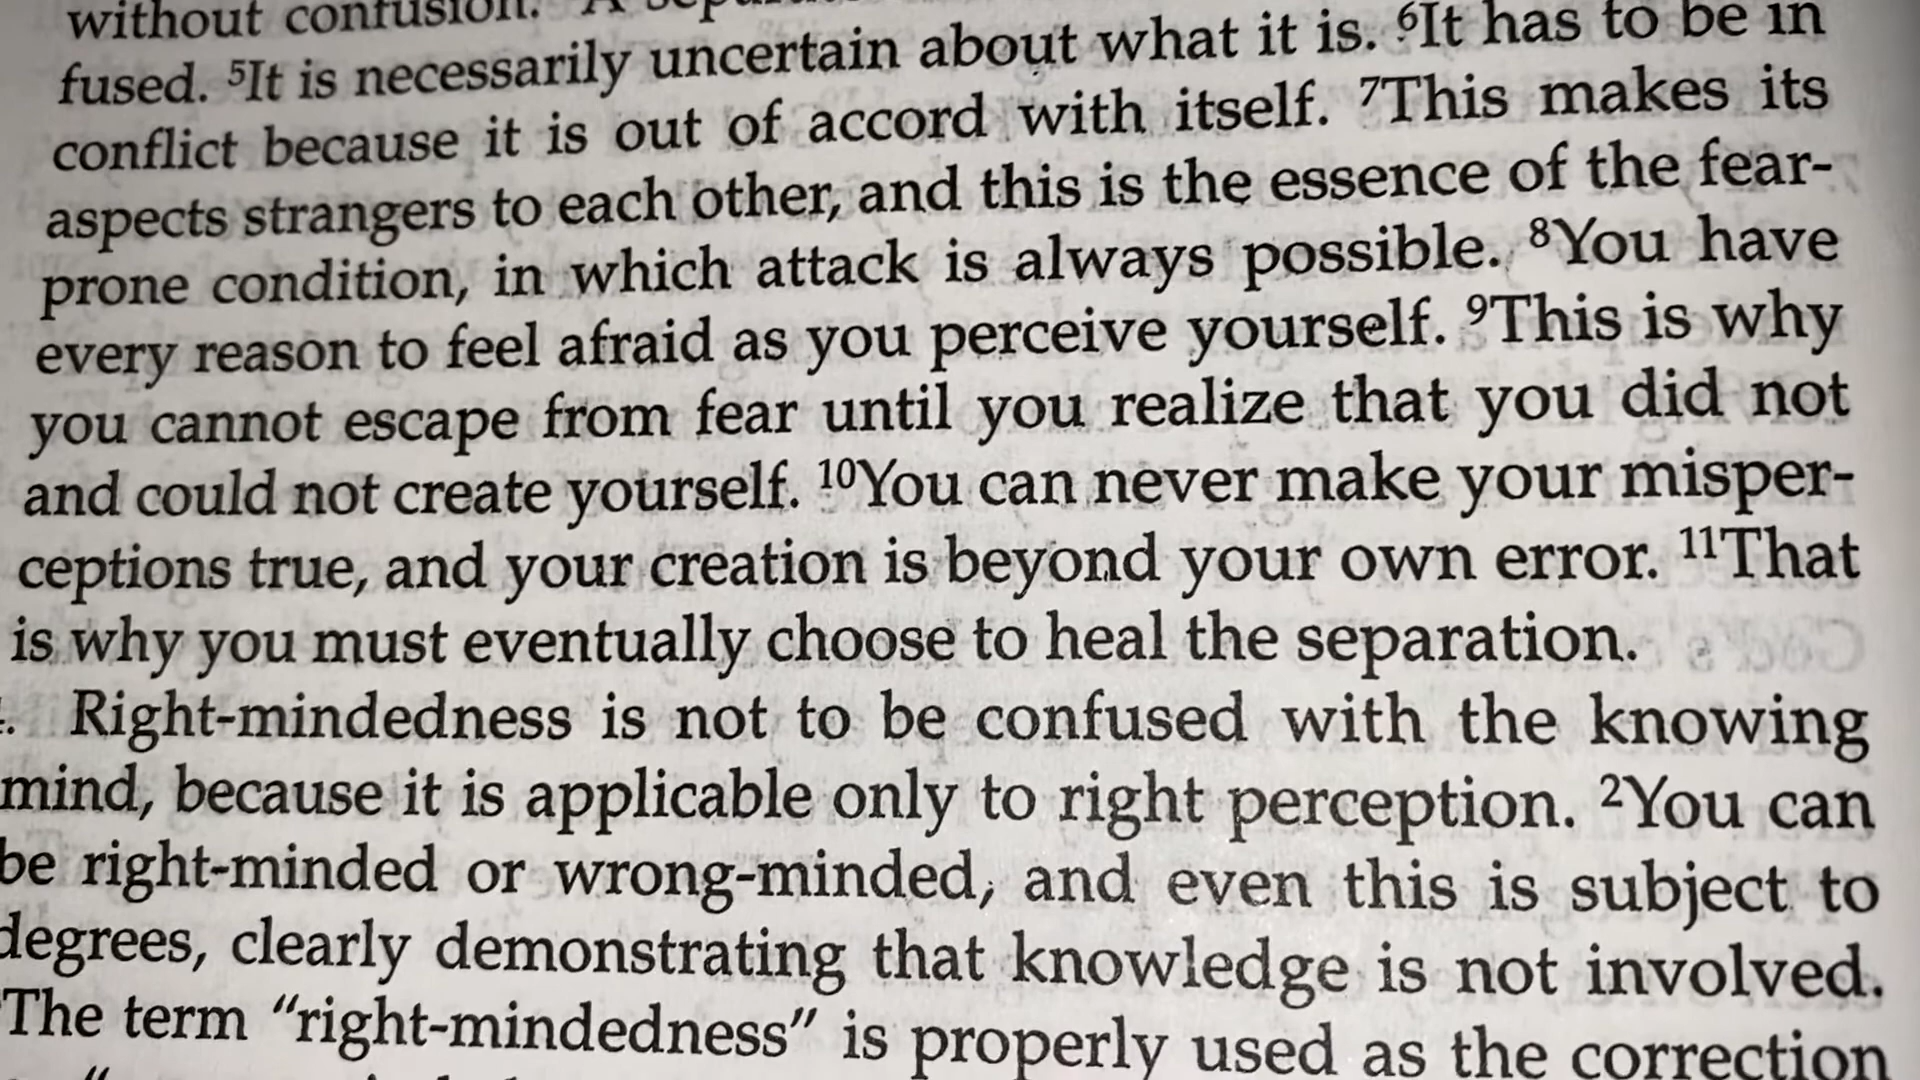 without confusion. A
fused. ⁵It is necessarily uncertain about what it is. ⁶It has to be in
conflict because it is out of accord with itself. ⁷This makes its
aspects strangers to each other, and this is the essence of the fear-
prone condition, in which attack is always possible. ⁸You have
every reason to feel afraid as you perceive yourself. ⁹This is why
you cannot escape from fear until you realize that you did not
and could not create yourself. ¹⁰You can never make your misper-
ceptions true, and your creation is beyond your own error. ¹¹That
is why you must eventually choose to heal the separation.
Right-mindedness is not to be confused with the knowing
mind, because it is applicable only to right perception. ²You can
be right-minded or wrong-minded, and even this is subject to
degrees, clearly demonstrating that knowledge is not involved.
The term "right-mindedness" is properly used as the correction